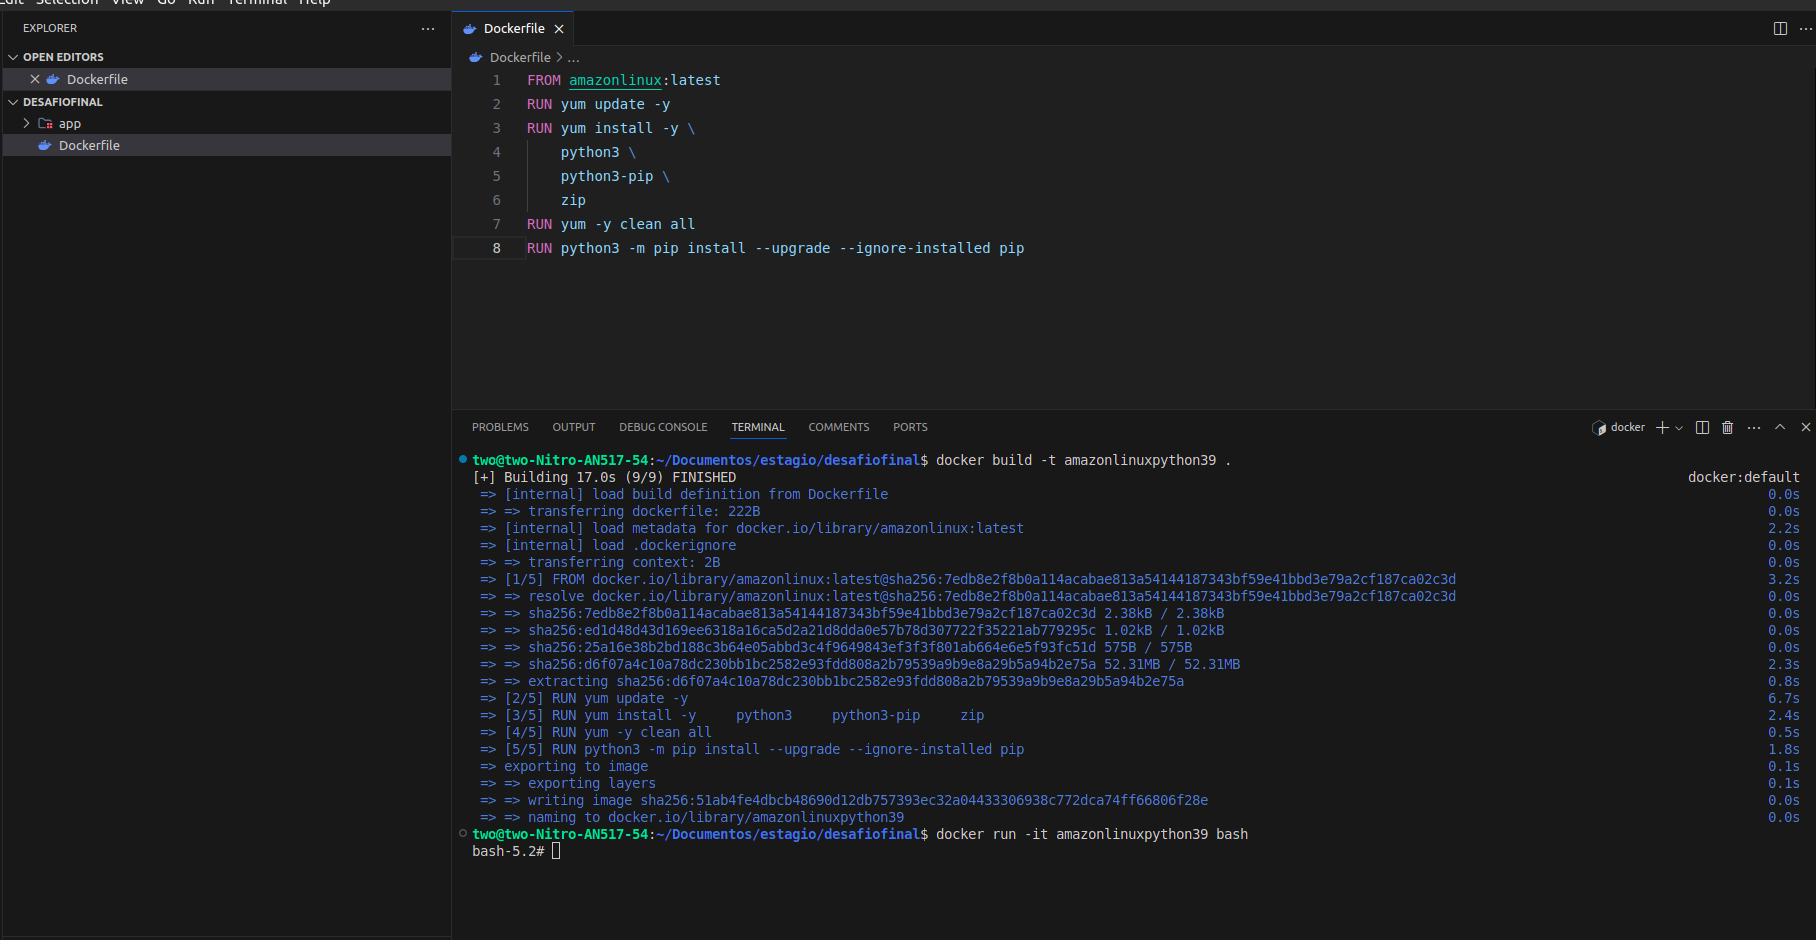 Edit Selection View Go Run Terminal Help
EXPLORER ...
OPEN EDITORS
Dockerfile
DESAFIOFINAL
app
Dockerfile
Dockerfile
Dockerfile > ...
1 FROM amazonlinux:latest
2 RUN yum update -y
3 RUN yum install -y \
4 python3 \
5 python3-pip \
6 zip
7 RUN yum -y clean all
8 RUN python3 -m pip install --upgrade --ignore-installed pip
PROBLEMS OUTPUT DEBUG CONSOLE TERMINAL COMMENTS PORTS docker
two@two-Nitro-AN517-54:~/Documentos/estagio/desafiofinal$ docker build -t amazonlinuxpython39 .
[+] Building 17.0s (9/9) FINISHED docker:default
=> [internal] load build definition from Dockerfile 0.0s
=> => transferring dockerfile: 222B 0.0s
=> [internal] load metadata for docker.io/library/amazonlinux:latest 2.2s
=> [internal] load .dockerignore 0.0s
=> => transferring context: 2B 0.0s
=> [1/5] FROM docker.io/library/amazonlinux:latest@sha256:7edb8e2f8b0a114acabae813a54144187343bf59e41bbd3e79a2cf187ca02c3d 3.2s
=> => resolve docker.io/library/amazonlinux:latest@sha256:7edb8e2f8b0a114acabae813a54144187343bf59e41bbd3e79a2cf187ca02c3d 0.0s
=> => sha256:7edb8e2f8b0a114acabae813a54144187343bf59e41bbd3e79a2cf187ca02c3d 2.38kB / 2.38kB 0.0s
=> => sha256:ed1d48d43d169ee6318a16ca5d2a21d8dda0e57b78d307722f35221ab779295c 1.02kB / 1.02kB 0.0s
=> => sha256:25a16e38b2bd188c3b64e05abbd3c4f9649843ef3f3f801ab664e6e5f93fc51d 575B / 575B 0.0s
=> => sha256:d6f07a4c10a78dc230bb1bc2582e93fdd808a2b79539a9b9e8a29b5a94b2e75a 52.31MB / 52.31MB 2.3s
=> => extracting sha256:d6f07a4c10a78dc230bb1bc2582e93fdd808a2b79539a9b9e8a29b5a94b2e75a 0.8s
=> [2/5] RUN yum update -y 6.7s
=> [3/5] RUN yum install -y python3 python3-pip zip 2.4s
=> [4/5] RUN yum -y clean all 0.5s
=> [5/5] RUN python3 -m pip install --upgrade --ignore-installed pip 1.8s
=> exporting to image 0.1s
=> => exporting layers 0.1s
=> => writing image sha256:51ab4fe4dbcb48690d12db757393ec32a04433306938c772dca74ff66806f28e 0.0s
=> => naming to docker.io/library/amazonlinuxpython39 0.0s
two@two-Nitro-AN517-54:~/Documentos/estagio/desafiofinal$ docker run -it amazonlinuxpython39 bash
bash-5.2#